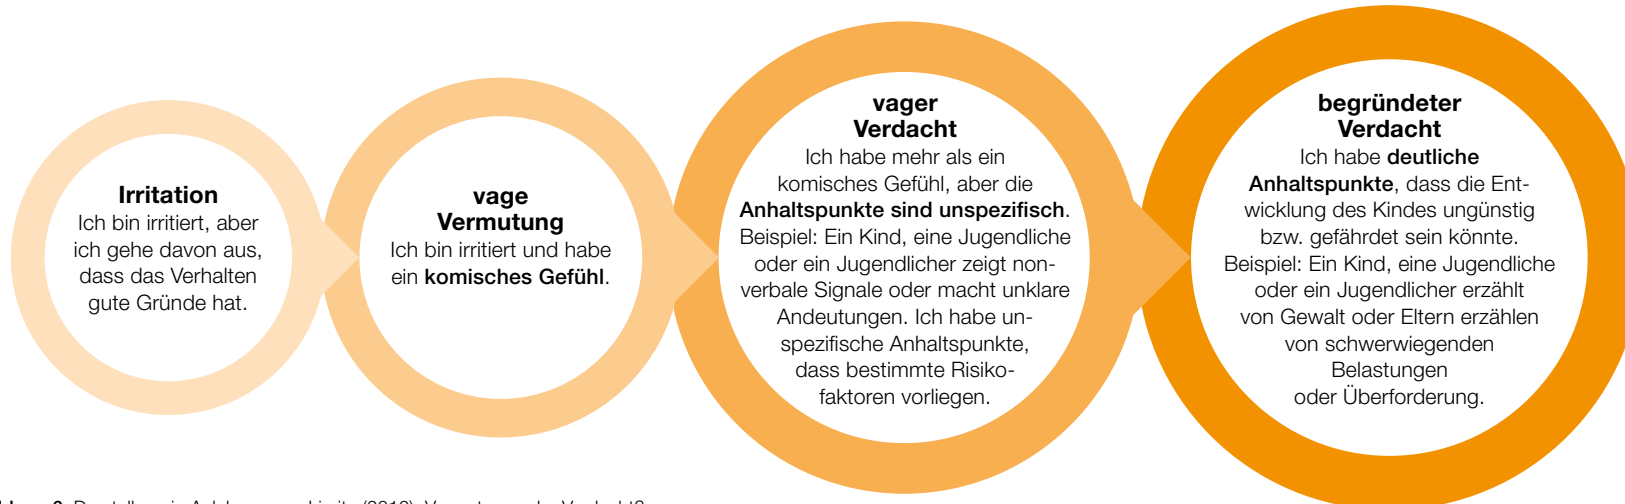 Irritation
Ich bin irritiert, aber
ich gehe davon aus,
dass das Verhalten
gute Gründe hat.
vage
Vermutung
Ich bin irritiert und habe
ein komisches Gefühl.
vager
Verdacht
Ich habe mehr als ein
komisches Gefühl, aber die
Anhaltspunkte sind unspezifisch.
Beispiel: Ein Kind, eine Jugendliche
oder ein Jugendlicher zeigt non-
verbale Signale oder macht unklare
Andeutungen. Ich habe un-
spezifische Anhaltspunkte,
dass bestimmte Risiko-
faktoren vorliegen.
begründeter
Verdacht
Ich habe deutliche
Anhaltspunkte, dass die Ent-
wicklung des Kindes ungünstig
bzw. gefährdet sein könnte.
Beispiel: Ein Kind, eine Jugendliche
oder ein Jugendlicher erzählt
von Gewalt oder Eltern erzählen
von schwerwiegenden
Belastungen
oder Überforderung.